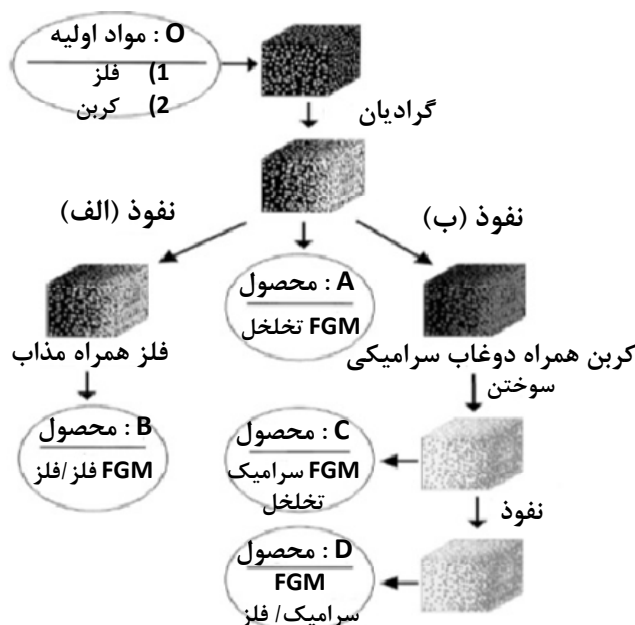 O : مواد اولیه
1) فلز
2) کربن
گرادیان
نفوذ (الف)
نفوذ (ب)
A : محصول
FGM تخلخل
فلز همراه مذاب
کربن همراه دوغاب سرامیکی
سوختن
B : محصول
FGM فلز/فلز
C : محصول
FGM سرامیک
تخلخل
نفوذ
D : محصول
FGM
سرامیک/ فلز